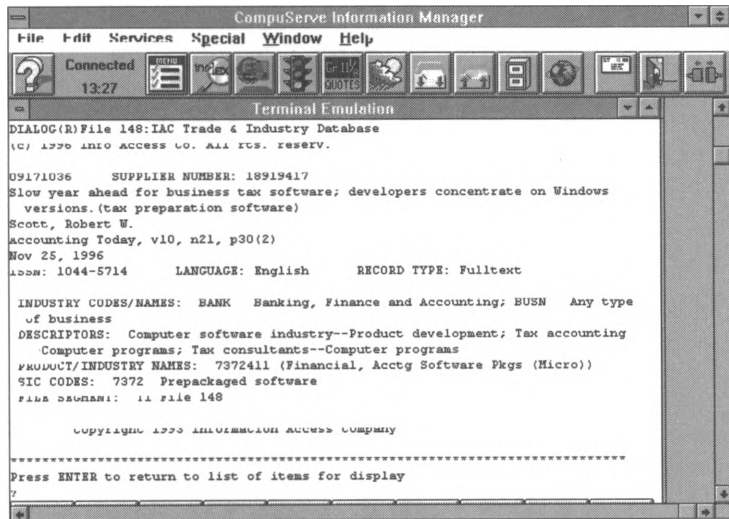 CompuServe Information Manager
File Edit Services Special Window Help
Connected
13:27
MENU
QUOTES
Terminal Emulation
DIALOG(R)File 148:IAC Trade & Industry Database
(c) 1996 Info Access Co. All rts. reserv.
09171036 SUPPLIER NUMBER: 18919417
Slow year ahead for business tax software; developers concentrate on Windows
versions.(tax preparation software)
Scott, Robert W.
Accounting Today, v10, n21, p30(2)
Nov 25, 1996
ISSN: 1044-5714 LANGUAGE: English RECORD TYPE: Fulltext
INDUSTRY CODES/NAMES: BANK Banking, Finance and Accounting; BUSN Any type
of business
DESCRIPTORS: Computer software industry--Product development; Tax accounting
Computer programs; Tax consultants--Computer programs
PRODUCT/INDUSTRY NAMES: 7372411 (Financial, Acctg Software Pkgs (Micro))
SIC CODES: 7372 Prepackaged software
FILE SEGMENT: TI File 148
Copyright Information Access Company
******************************************************************************
Press ENTER to return to list of items for display
?